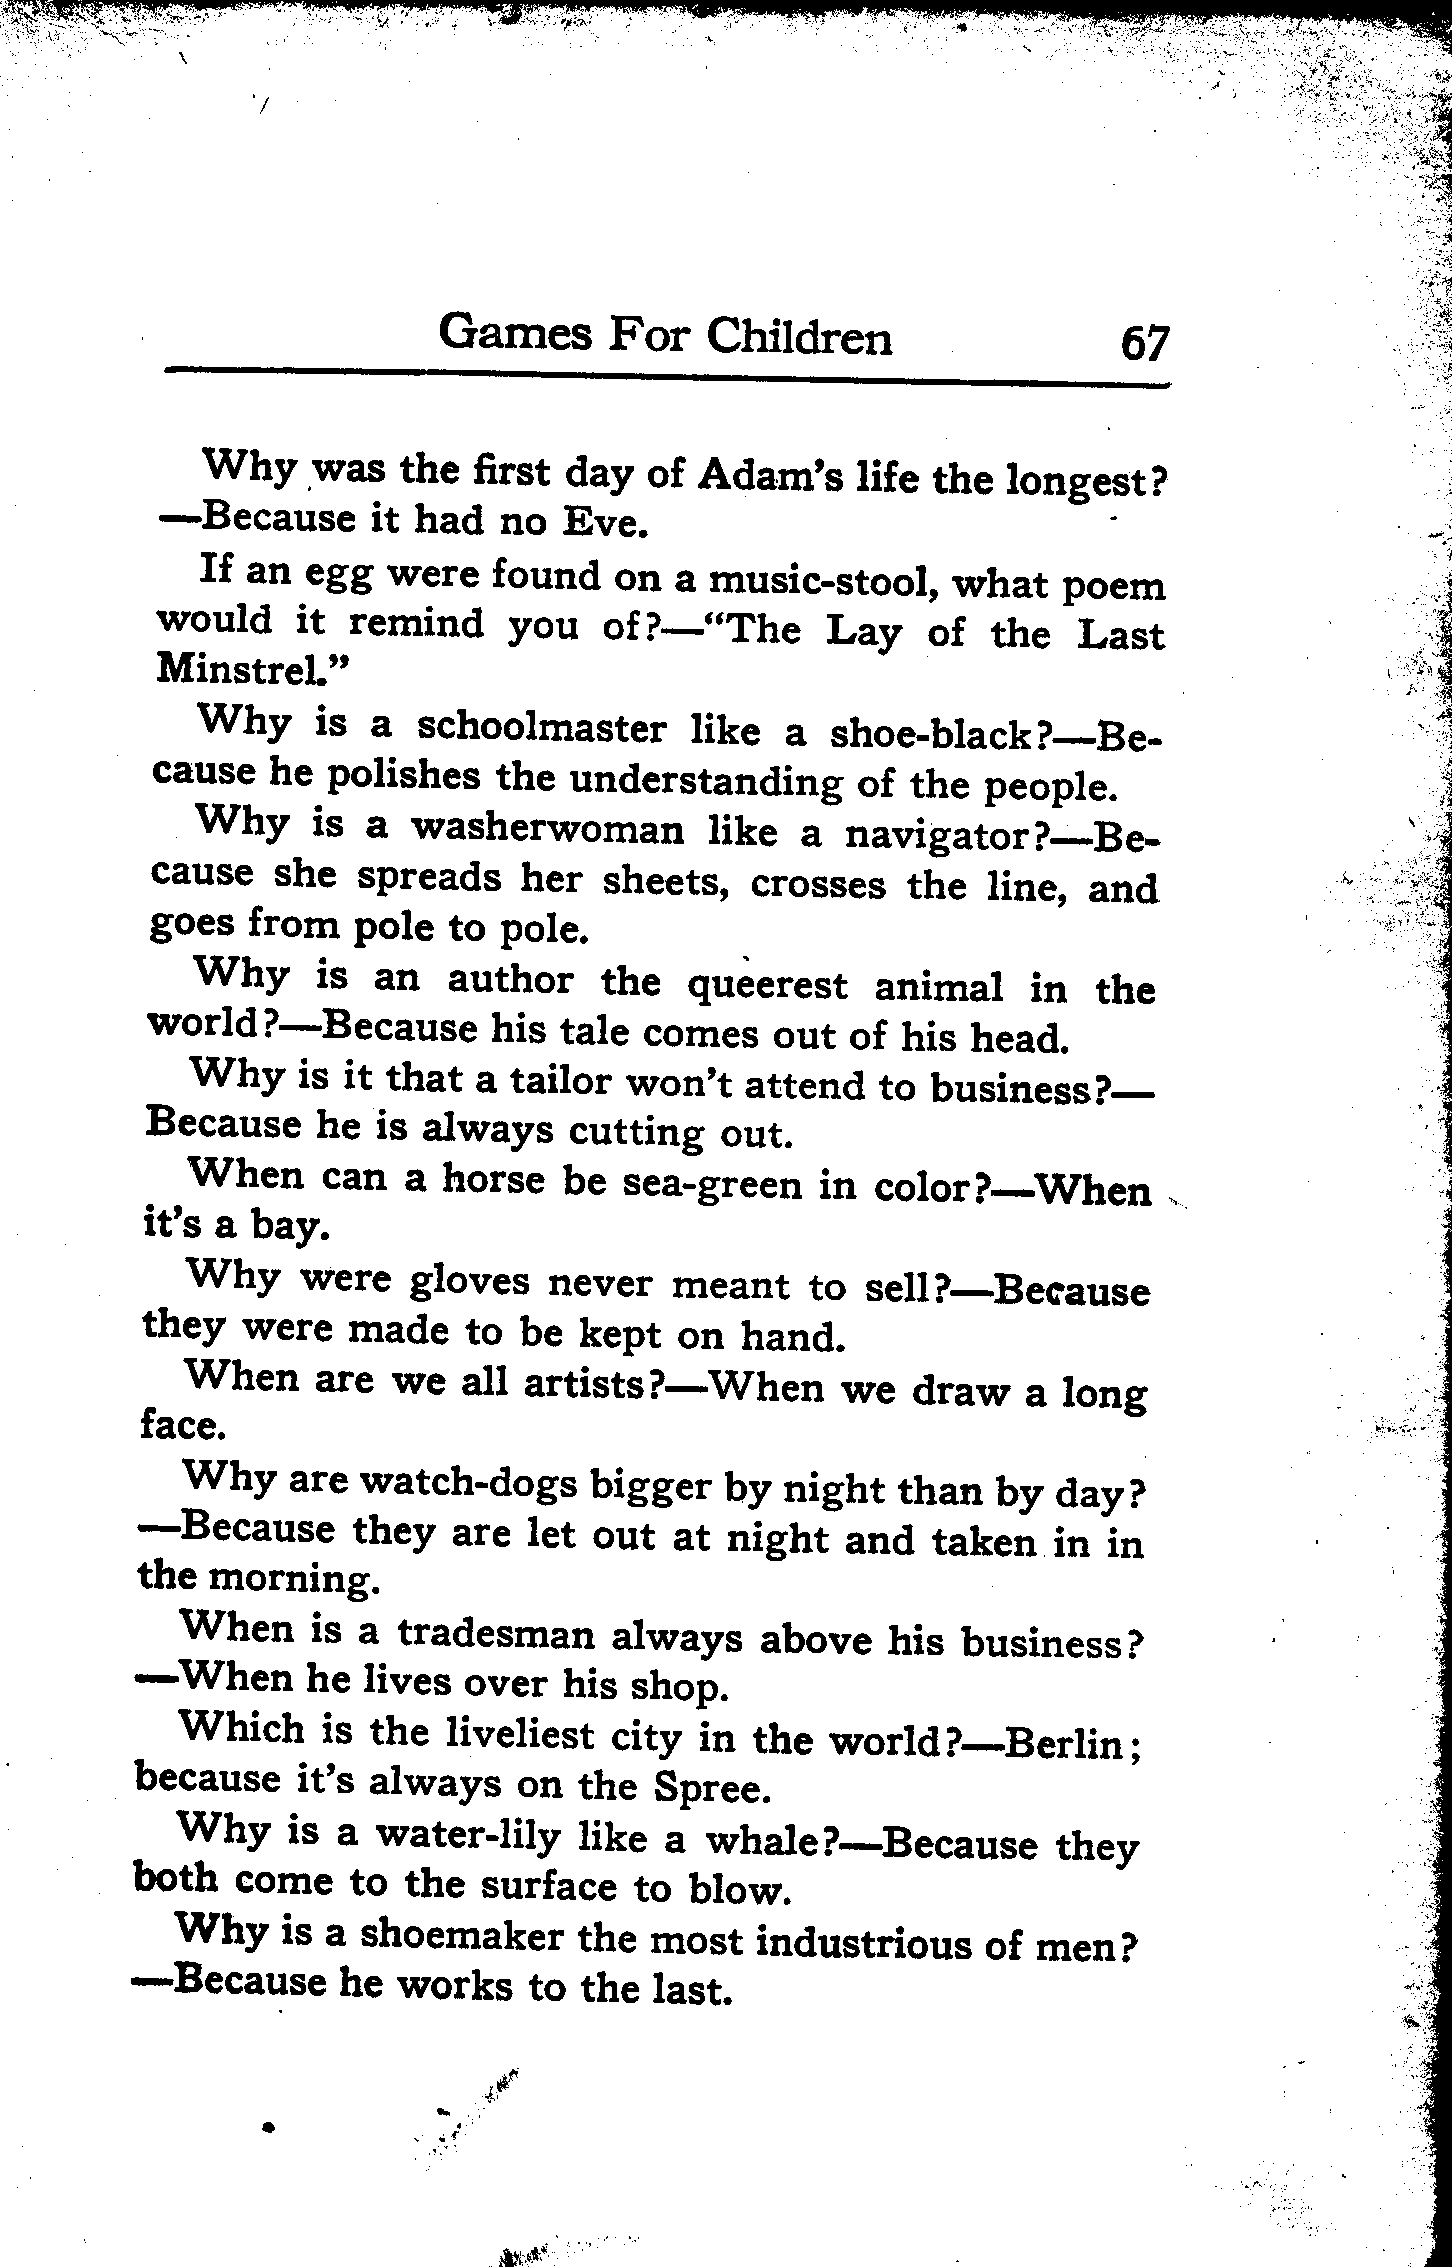 Games For Children 67
Why was the first day of Adam's life the longest?
—Because it had no Eve.
If an egg were found on a music-stool, what poem
would it remind you of?—“The Lay of the Last
Minstrel.”
Why is a schoolmaster like a shoe-black?—Be-
cause he polishes the understanding of the people.
Why is a washerwoman like a navigator?—Be-
cause she spreads her sheets, crosses the line, and
goes from pole to pole.
Why is an author the queerest animal in the
world?—Because his tale comes out of his head.
Why is it that a tailor won't attend to business?—
Because he is always cutting out.
When can a horse be sea-green in color?—When
it's a bay.
Why were gloves never meant to sell?—Because
they were made to be kept on hand.
When are we all artists?—When we draw a long
face.
Why are watch-dogs bigger by night than by day?
—Because they are let out at night and taken in in
the morning.
When is a tradesman always above his business?
—When he lives over his shop.
Which is the liveliest city in the world?—Berlin;
because it's always on the Spree.
Why is a water-lily like a whale?—Because they
both come to the surface to blow.
Why is a shoemaker the most industrious of men?
—Because he works to the last.